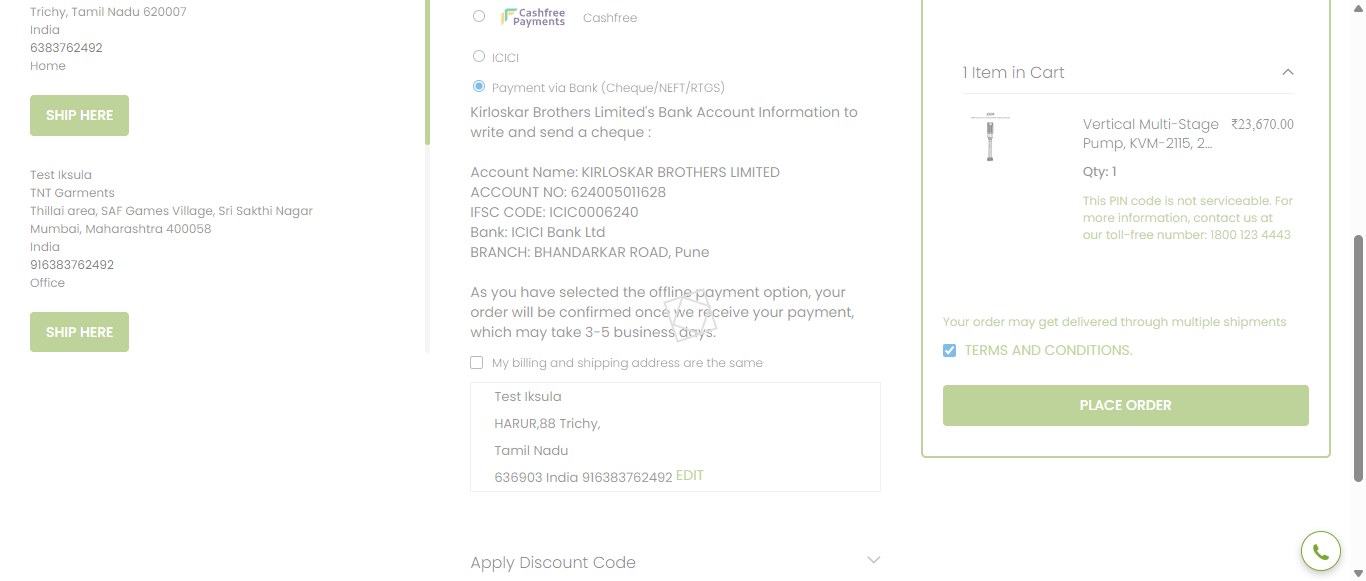 Trichy, Tamil Nadu 620007
India
6383762492
Home
SHIP HERE
Test Iksula
TNT Garments
Thillai area, SAF Games Village, Sri Sakthi Nagar
Mumbai, Maharashtra 400058
India
916383762492
Office
SHIP HERE
Cashfree Payments Cashfree
ICICI
Payment via Bank (Cheque/NEFT/RTGS)
Kirloskar Brothers Limited's Bank Account Information to
write and send a cheque :
Account Name: KIRLOSKAR BROTHERS LIMITED
ACCOUNT NO: 624005011628
IFSC CODE: ICIC0006240
Bank: ICICI Bank Ltd
BRANCH: BHANDARKAR ROAD, Pune
As you have selected the offline payment option, your
order will be confirmed once we receive your payment,
which may take 3-5 business days.
My billing and shipping address are the same
Test Iksula
HARUR,88 Trichy,
Tamil Nadu
636903 India 916383762492 EDIT
Apply Discount Code
1 Item in Cart
Vertical Multi-Stage ₹23,670.00
Pump, KVM-2115, 2...
Qty: 1
This PIN code is not serviceable. For
more information, contact us at
our toll-free number: 1800 123 4443
Your order may get delivered through multiple shipments
TERMS AND CONDITIONS.
PLACE ORDER